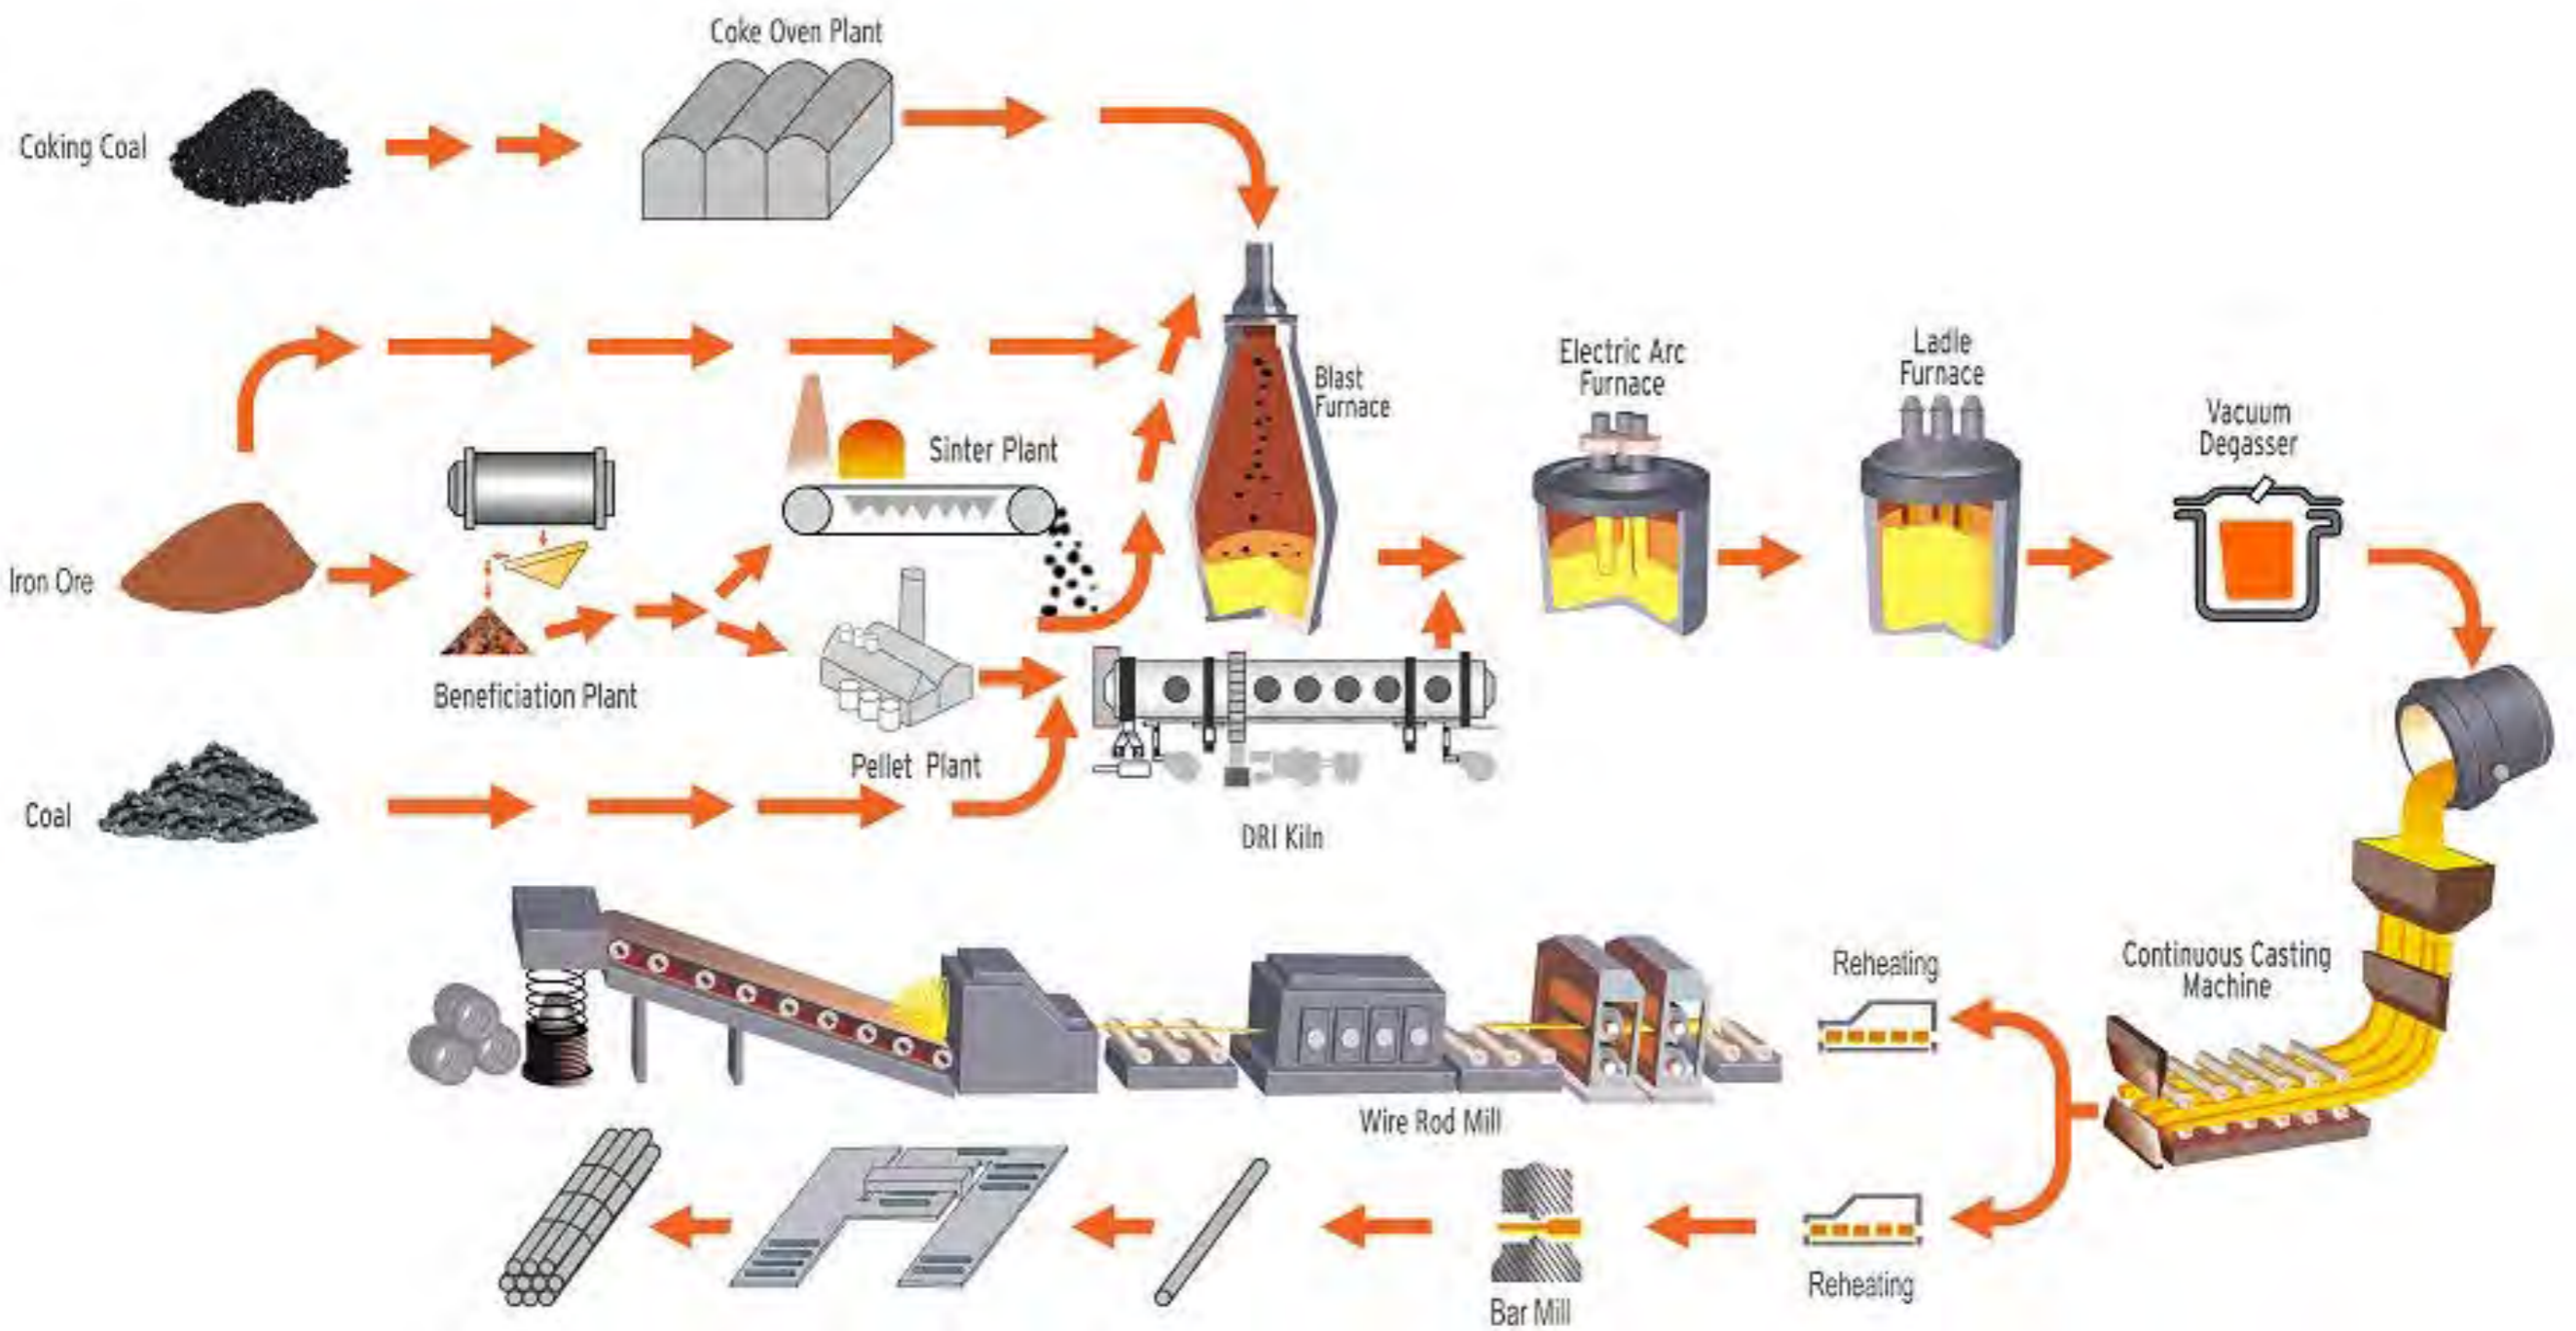 Coke Oven Plant
Coking Coal
Electric Arc
Furnace
Ladle
Furnace
Blast
Furnace
Vacuum
Degasser
Sinter Plant
Iron Ore
Beneficiation Plant
Pellet Plant
Coal
DRI Kiln
Reheating
Continuous Casting
Machine
Wire Rod Mill
Reheating
Bar Mill